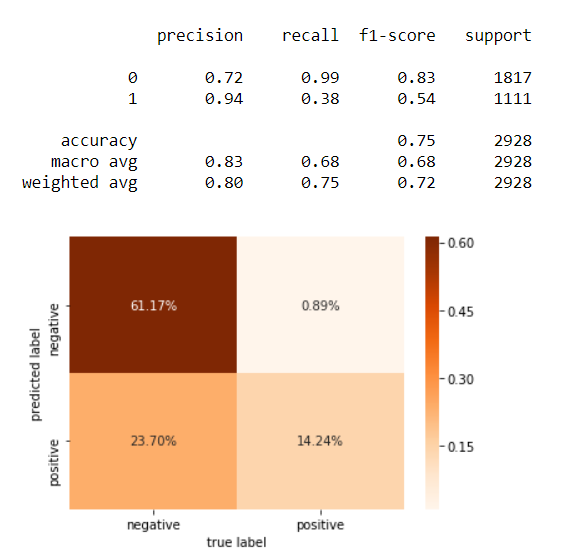 precision recall f1-score support
0 0.72 0.99 0.83 1817
1 0.94 0.38 0.54 1111
accuracy 0.75 2928
macro avg 0.83 0.68 0.68 2928
weighted avg 0.80 0.75 0.72 2928
predicted label
negative
positive
61.17% 0.89%
23.70% 14.24%
negative positive
true label
0.60
0.45
0.30
0.15